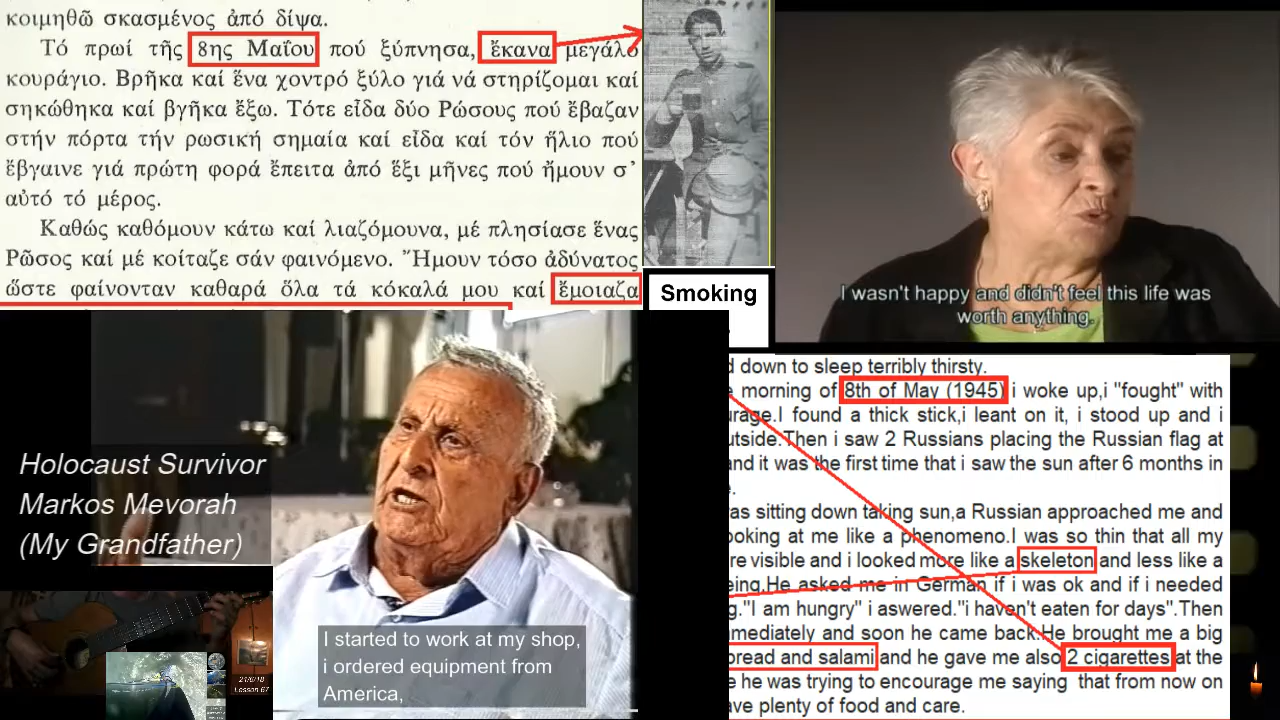 κοιμηθῶ σκασμένος ἀπό δίψα.
Τό πρωί τῆς 8ης Μαΐου πού ξύπνησα, ἔκανα μεγάλο
κουράγιο. Βρῆκα καί ἕνα χοντρό ξύλο γιά νά στηρίζομαι καί
σηκώθηκα καί βγῆκα ἔξω. Τότε εἶδα δύο Ρώσους πού ἔβαζαν
στήν πόρτα τήν ρωσική σημαία καί εἶδα καί τόν ἥλιο πού
ἔβγαινε γιά πρώτη φορά ἔπειτα ἀπό ἕξι μῆνες πού ἤμουν σ᾽
αὐτό τό μέρος.
Καθώς καθόμουν κάτω καί λιαζόμουνα, μέ πλησίασε ἕνας
Ρῶσος καί μέ κοίταζε σάν φαινόμενο. Ἤμουν τόσο ἀδύνατος
ὥστε φαίνονταν καθαρά ὅλα τά κόκαλά μου καί ἔμοιαζα
Smoking
I wasn't happy and didn't feel this life was
worth anything.
Holocaust Survivor
Markos Mevorah
(My Grandfather)
I started to work at my shop,
i ordered equipment from
America,
21/6/18
Lesson 67
d down to sleep terribly thirsty.
e morning of 8th of May (1945) i woke up,i "fought" with
urage.I found a thick stick,i leant on it, i stood up and i
utside.Then i saw 2 Russians placing the Russian flag at
and it was the first time that i saw the sun after 6 months in
e.
as sitting down taking sun,a Russian approached me and
ooking at me like a phenomeno.I was so thin that all my
re visible and i looked more like a skeleton and less like a
eing.He asked me in German if i was ok and if i needed
g."I am hungry" i aswered."i haven't eaten for days".Then
mediately and soon he came back.He brought me a big
bread and salami and he gave me also 2 cigarettes at the
e he was trying to encourage me saying that from now on
ave plenty of food and care.